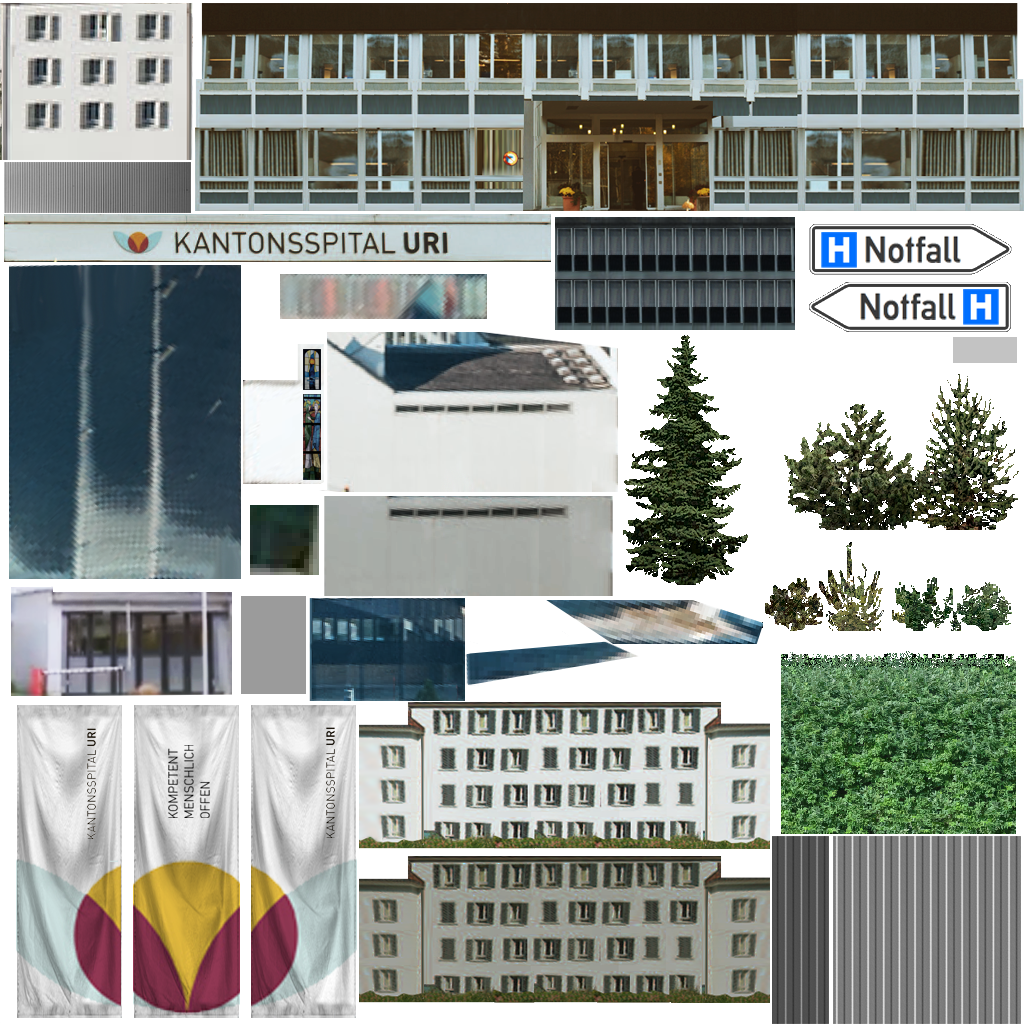 KANTONSSPITAL URI
H Notfall
Notfall H
KANTONSSPITAL URI
KOMPETENT
MENSCHLICH
OFFEN
KANTONSSPITAL URI